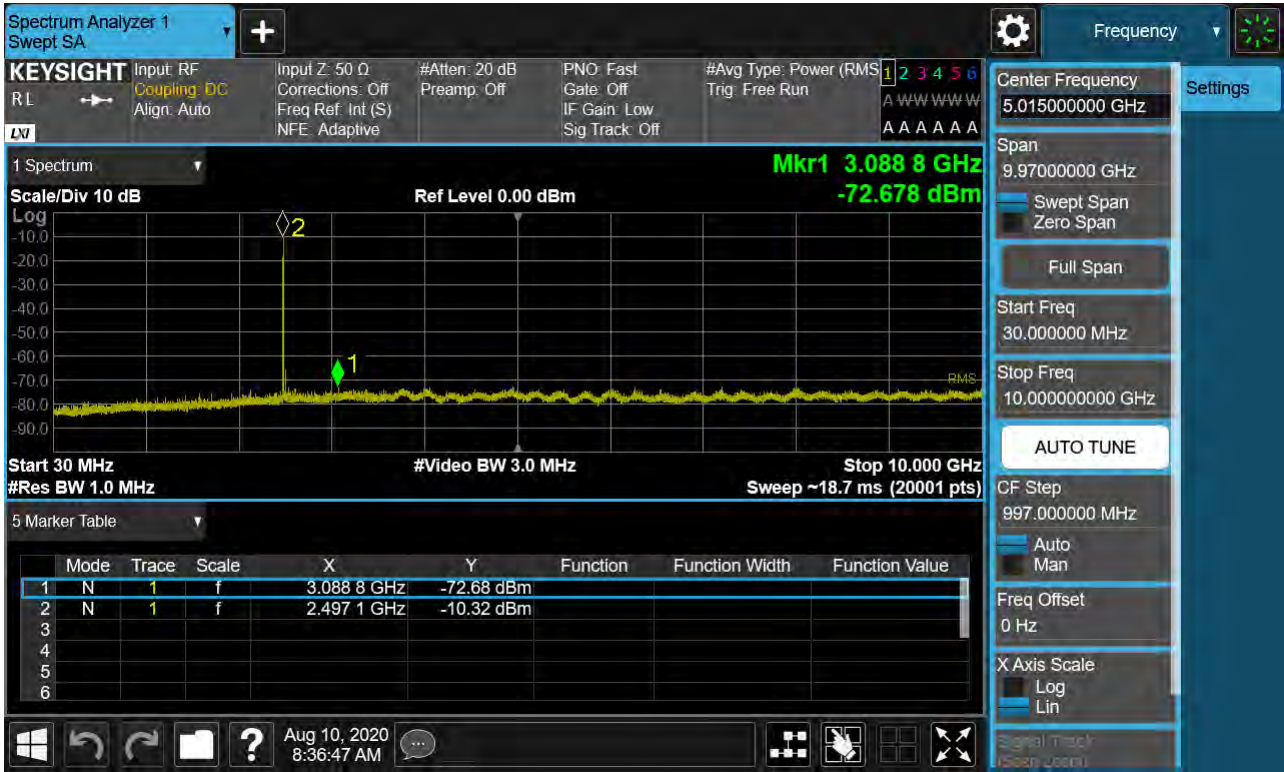 Spectrum Analyzer 1
Swept SA
+
Frequency
KEYSIGHT
RL
LXI
Input: RF
Coupling: DC
Align: Auto
Input Z: 50 Ω
Corrections: Off
Freq Ref: Int (S)
NFE: Adaptive
#Atten: 20 dB
Preamp: Off
PNO: Fast
Gate: Off
IF Gain: Low
Sig Track: Off
#Avg Type: Power (RMS
Trig: Free Run
1 2 3 4 5 6
A W W W W W
A A A A A A
Center Frequency
5.015000000 GHz
Settings
1 Spectrum
Mkr1 3.088 8 GHz
-72.678 dBm
Scale/Div 10 dB
Ref Level 0.00 dBm
Log
-10.0
-20.0
-30.0
-40.0
-50.0
-60.0
-70.0
-80.0
-90.0
2
1
RMS
Start 30 MHz
#Video BW 3.0 MHz
Stop 10.000 GHz
#Res BW 1.0 MHz
Sweep ~18.7 ms (20001 pts)
Span
9.97000000 GHz
Swept Span
Zero Span
Full Span
Start Freq
30.000000 MHz
Stop Freq
10.000000000 GHz
AUTO TUNE
CF Step
997.000000 MHz
Auto
Man
Freq Offset
0 Hz
X Axis Scale
Log
Lin
Signal Track
(Span Zoom)
5 Marker Table
Mode Trace Scale X Y Function Function Width Function Value
1 N 1 f 3.088 8 GHz -72.68 dBm
2 N 1 f 2.497 1 GHz -10.32 dBm
3
4
5
6
?
Aug 10, 2020
8:36:47 AM